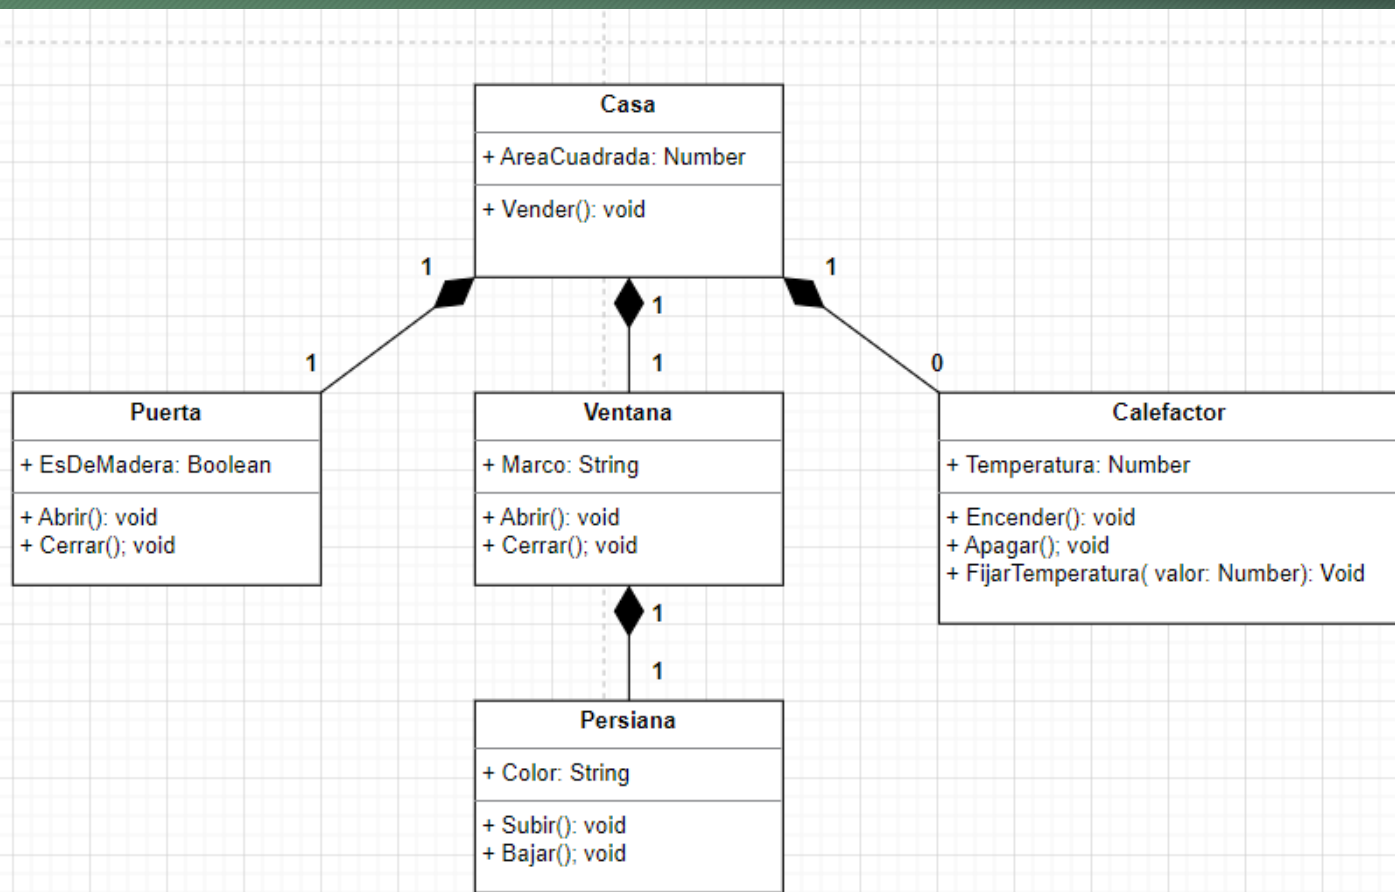 Casa
+ AreaCuadrada: Number
+ Vender(): void
1
1
1
1
1
1
0
Puerta
+ EsDeMadera: Boolean
+ Abrir(): void
+ Cerrar(); void
Ventana
+ Marco: String
+ Abrir(): void
+ Cerrar(); void
Calefactor
+ Temperatura: Number
+ Encender(): void
+ Apagar(); void
+ FijarTemperatura( valor: Number): Void
1
1
Persiana
+ Color: String
+ Subir(): void
+ Bajar(); void